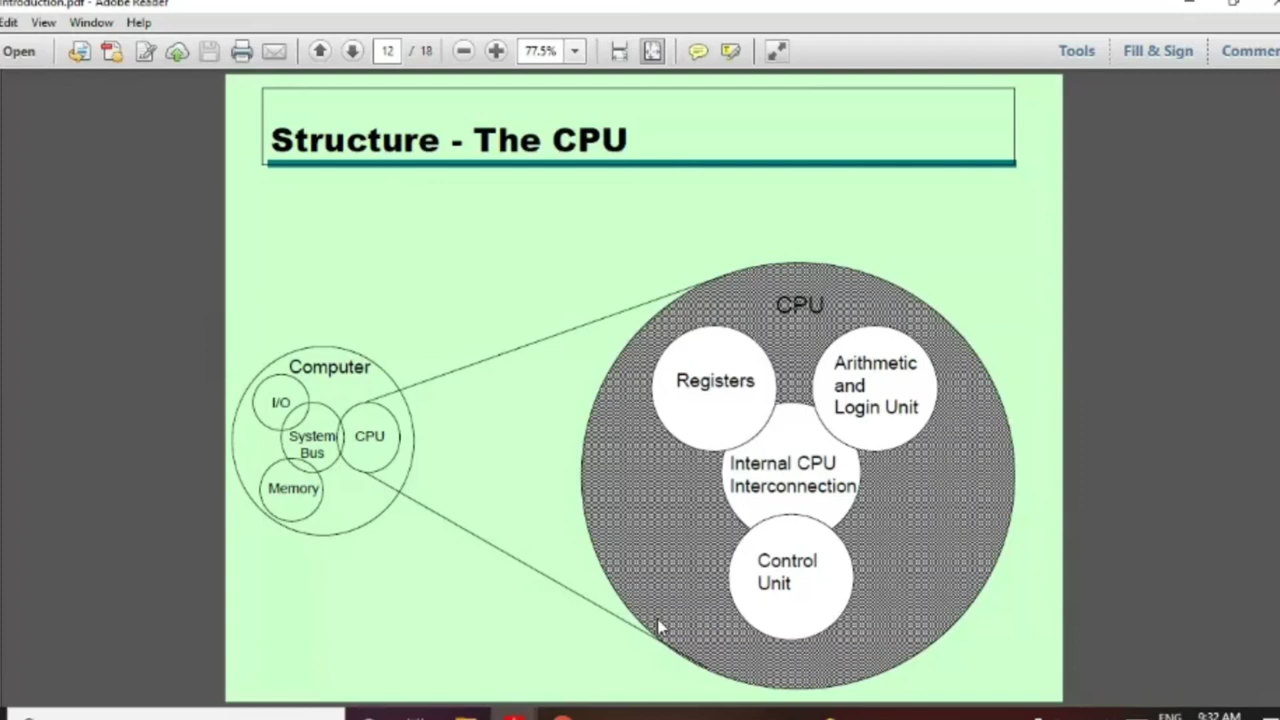 Introduction.pdf - Adobe Reader
Edit View Window Help
Open 12 / 18 77.5% Tools Fill & Sign Commen
Structure - The CPU
CPU
Computer
I/O
System
Bus
CPU
Memory
Registers
Arithmetic
and
Login Unit
Internal CPU
Interconnection
Control
Unit
ENG 9:32 AM